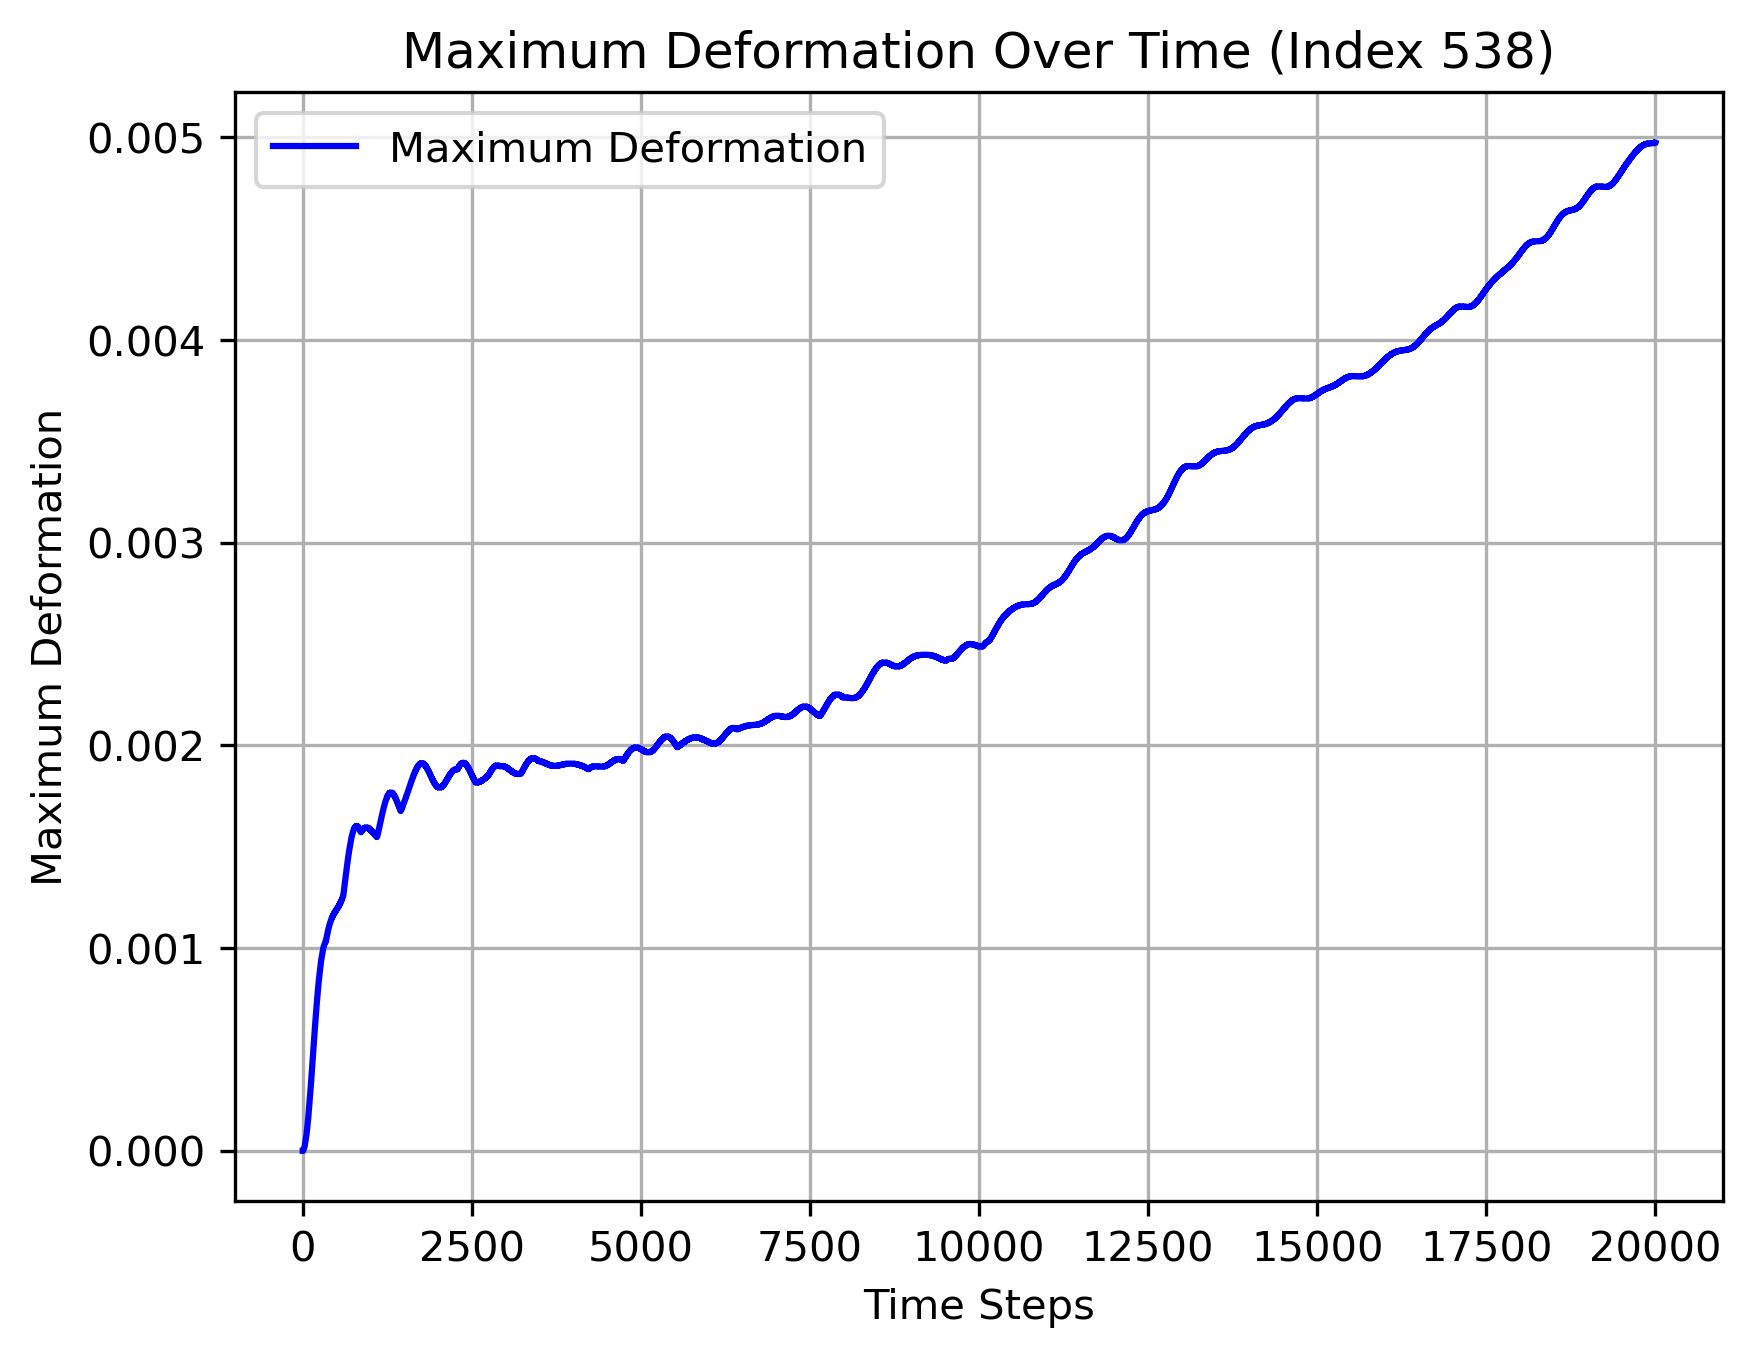 Maximum Deformation Over Time (Index 538)
Maximum Deformation
0.005
0.004
0.003
0.002
0.001
0.000
Maximum Deformation
0 2500 5000 7500 10000 12500 15000 17500 20000
Time Steps